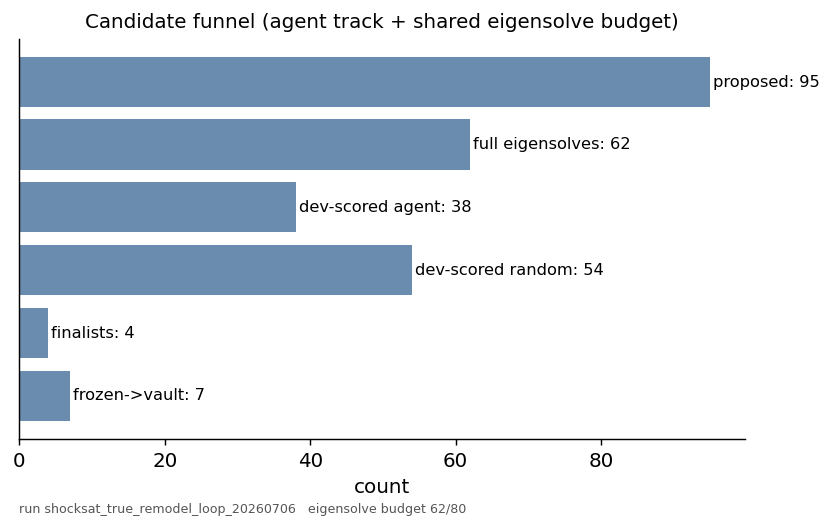 Candidate funnel (agent track + shared eigensolve budget)
proposed: 95
full eigensolves: 62
dev-scored agent: 38
dev-scored random: 54
finalists: 4
frozen->vault: 7
0 20 40 60 80
count
run shocksat_true_remodel_loop_20260706 eigensolve budget 62/80